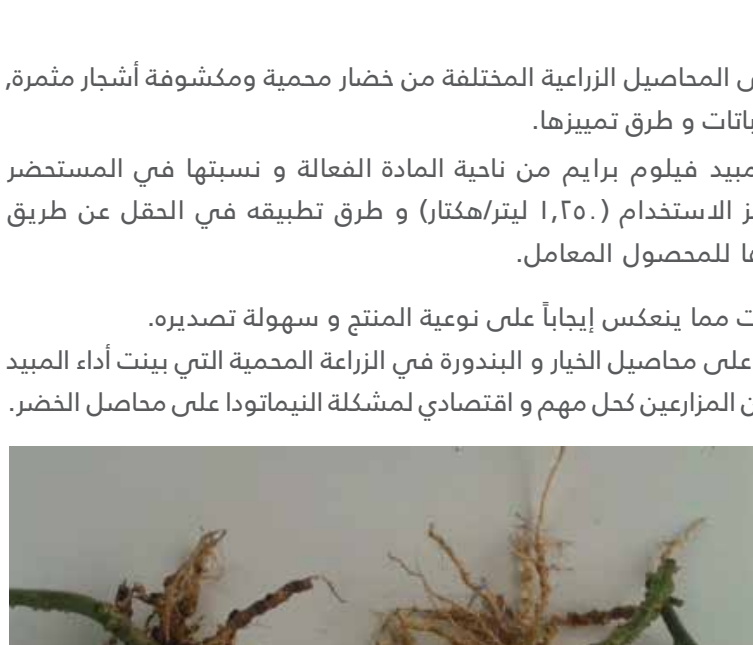 المحاصيل الزراعية المختلفة من خضار محمية ومكشوفة أشجار مثمرة,
و طرق تمييزها.
مبيد فيلوم برايم من ناحية المادة الفعالة و نسبتها في المستحضر
الاستخدام (١,٢٥٠ ليتر/هكتار) و طرق تطبيقه في الحقل عن طريق
للمحصول المعامل.
مما ينعكس إيجاباً على نوعية المنتج و سهولة تصديره.
على محاصيل الخيار و البندورة في الزراعة المحمية التي بينت أداء المبيد
المزارعين كحل مهم و اقتصادي لمشكلة النيماتودا على محاصل الخضر.